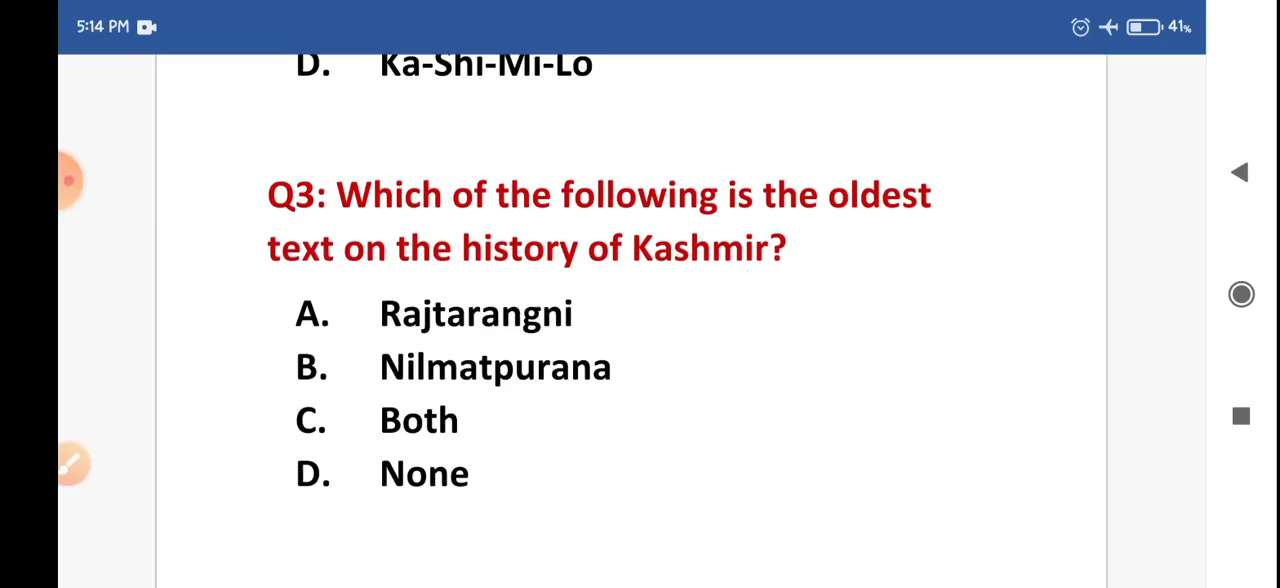 5:14 PM 41%
D. Ka-Shi-Mi-Lo
Q3: Which of the following is the oldest
text on the history of Kashmir?
A. Rajtarangni
B. Nilmatpurana
C. Both
D. None